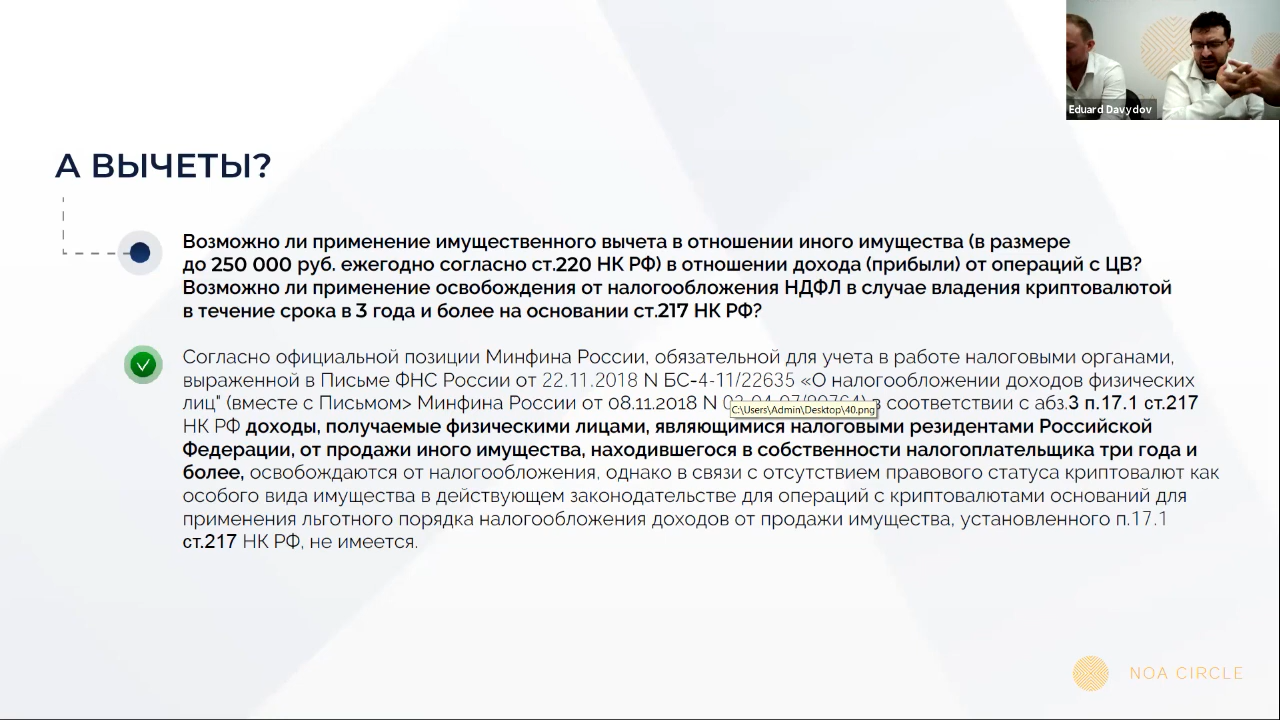 Eduard Davydov
А ВЫЧЕТЫ?
Возможно ли применение имущественного вычета в отношении иного имущества (в размере
до 250 000 руб. ежегодно согласно ст.220 НК РФ) в отношении дохода (прибыли) от операций с ЦВ?
Возможно ли применение освобождения от налогообложения НДФЛ в случае владения криптовалютой
в течение срока в 3 года и более на основании ст.217 НК РФ?
Согласно официальной позиции Минфина России, обязательной для учета в работе налоговыми органами,
выраженной в Письме ФНС России от 22.11.2018 N БС-4-11/22635 «О налогообложении доходов физических
лиц" (вместе с Письмом> Минфина России от 08.11.2018 N в соответствии с абз.3 п.17.1 ст.217
C:\Users\Admin\Desktop\40.png
НК РФ доходы, получаемые физическими лицами, являющимися налоговыми резидентами Российской
Федерации, от продажи иного имущества, находившегося в собственности налогоплательщика три года и
более, освобождаются от налогообложения, однако в связи с отсутствием правового статуса криптовалют как
особого вида имущества в действующем законодательстве для операций с криптовалютами оснований для
применения льготного порядка налогообложения доходов от продажи имущества, установленного п.17.1
ст.217 НК РФ, не имеется.
NOA CIRCLE